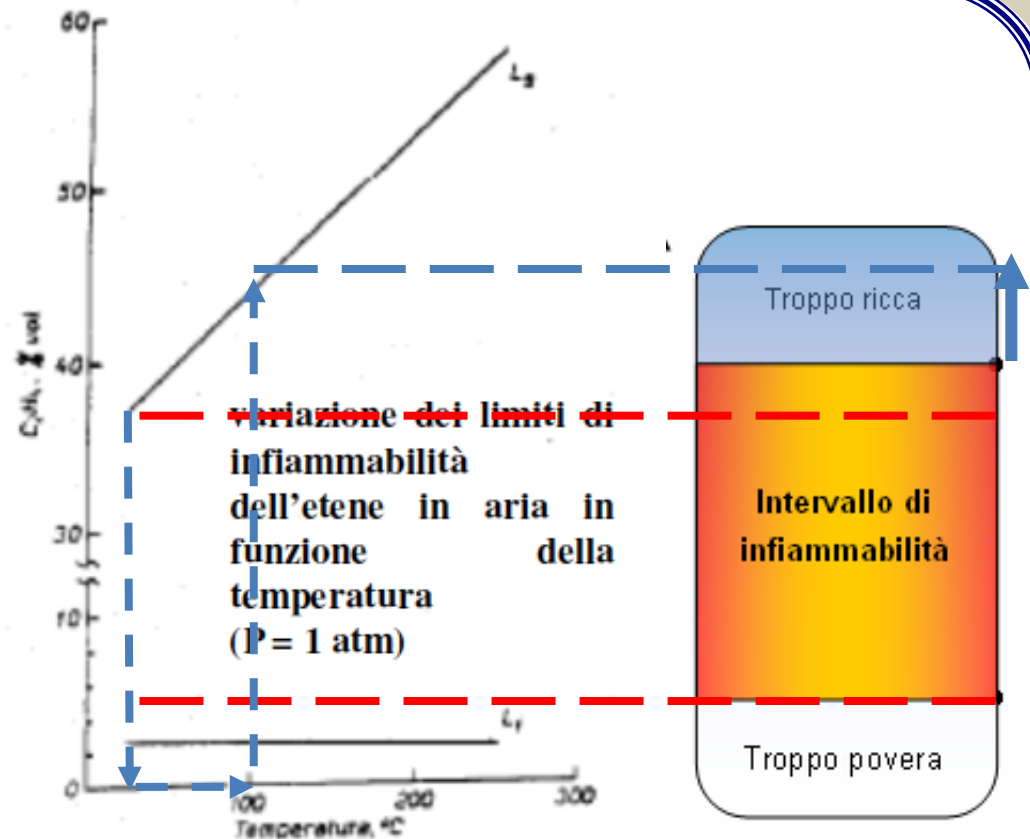 60
Ls
50
40
C₂H₄, % vol
30
10
0
100
200
300
Temperature, °C
Li
variazione dei limiti di
infiammabilità
dell'etene in aria in
funzione della
temperatura
(P = 1 atm)
Troppo ricca
Intervallo di
infiammabilità
Troppo povera